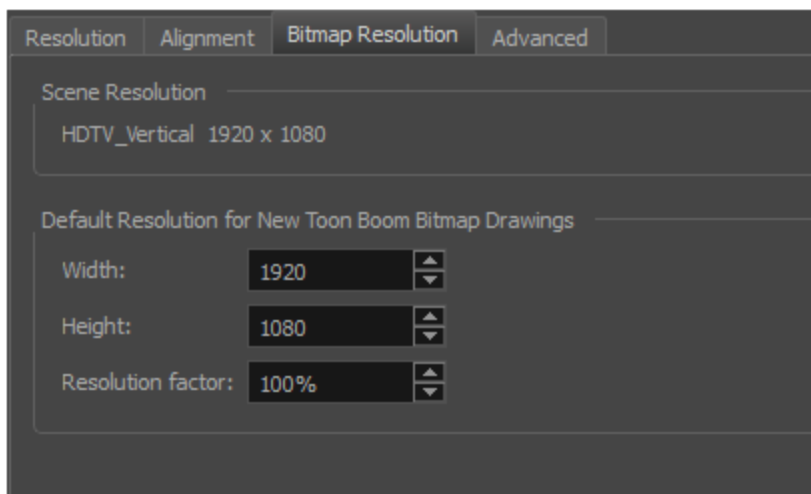 Resolution Alignment Bitmap Resolution Advanced
Scene Resolution
HDTV_Vertical 1920 x 1080
Default Resolution for New Toon Boom Bitmap Drawings
Width: 1920
Height: 1080
Resolution factor: 100%